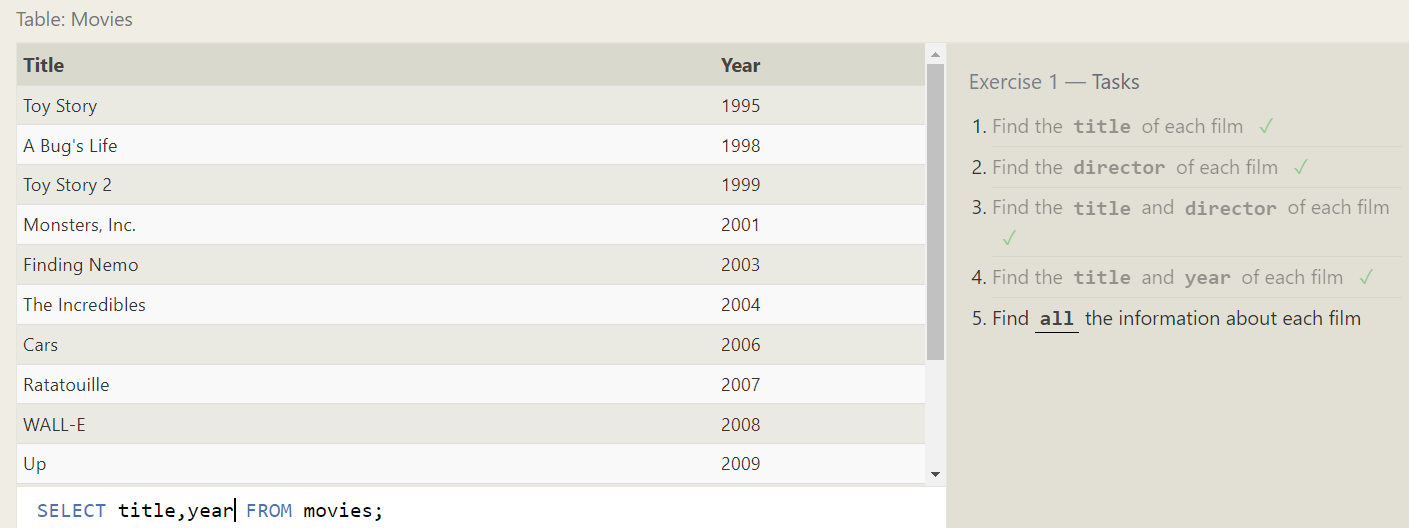 Table: Movies
Title Year
Toy Story 1995
A Bug's Life 1998
Toy Story 2 1999
Monsters, Inc. 2001
Finding Nemo 2003
The Incredibles 2004
Cars 2006
Ratatouille 2007
WALL-E 2008
Up 2009
SELECT title,year FROM movies;
Exercise 1 — Tasks
1. Find the title of each film ✓
2. Find the director of each film ✓
3. Find the title and director of each film
✓
4. Find the title and year of each film ✓
5. Find all the information about each film